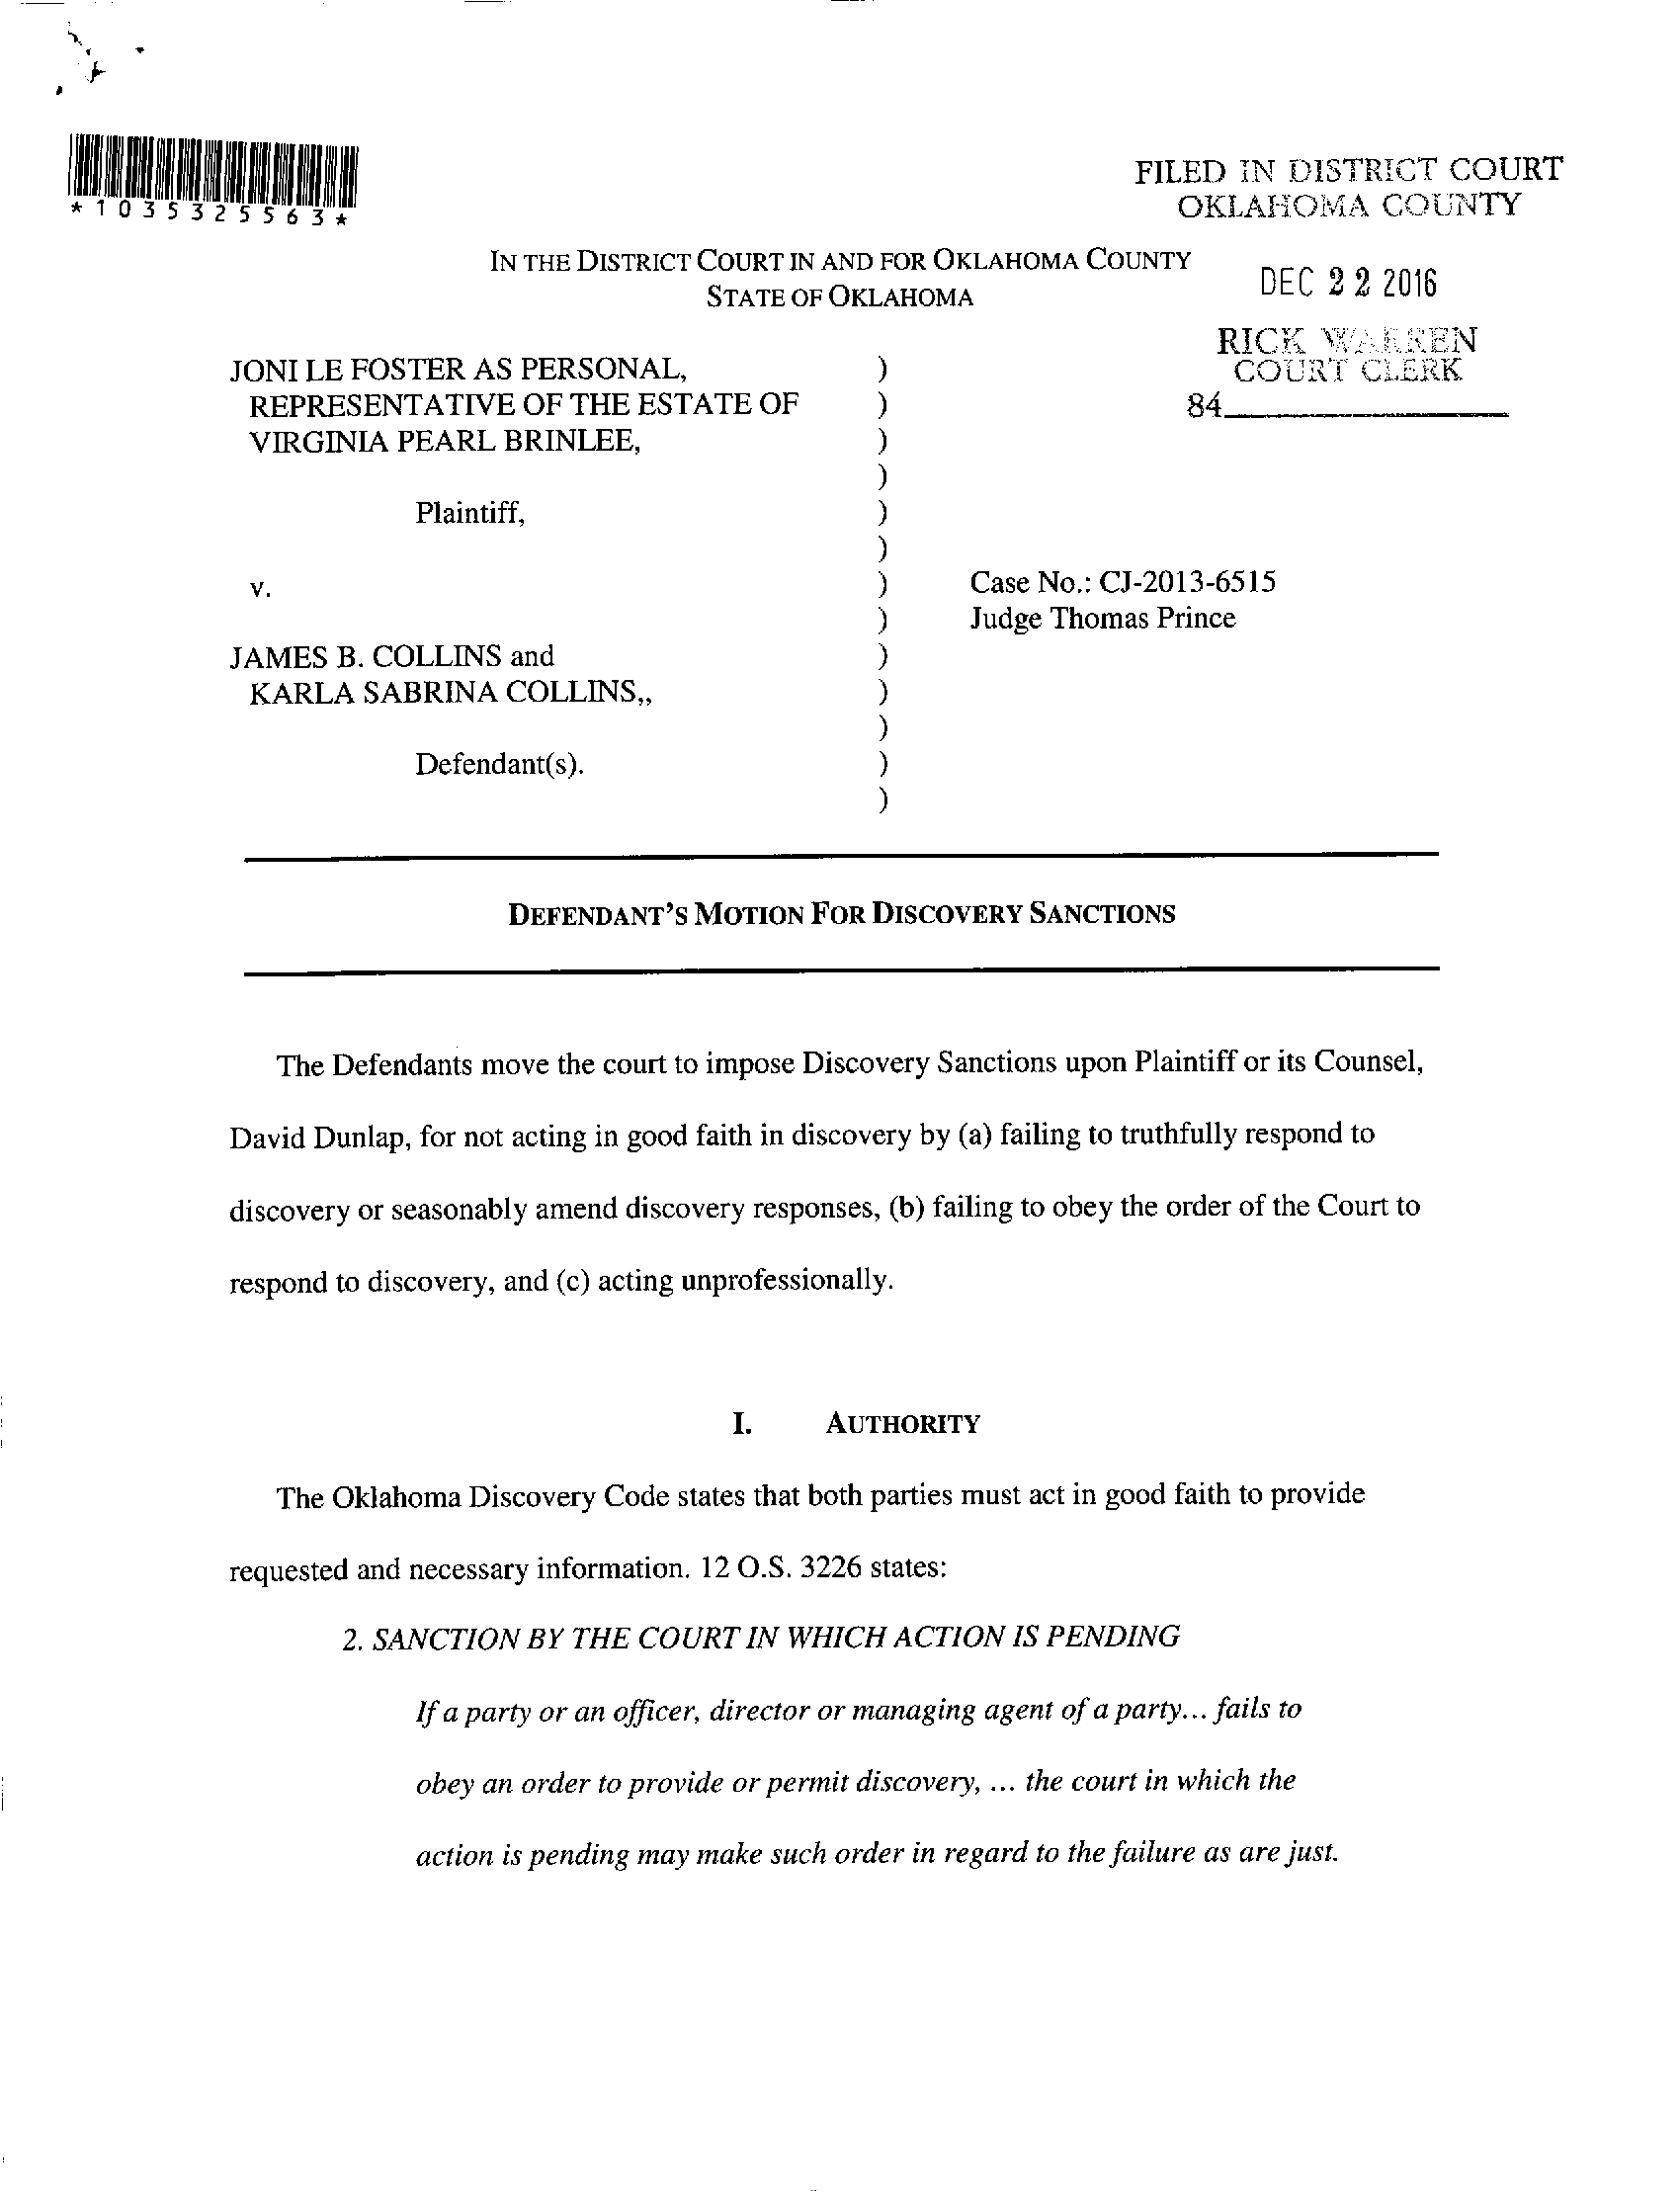 *1035325563*
FILED IN DISTRICT COURT
OKLAHOMA COUNTY
IN THE DISTRICT COURT IN AND FOR OKLAHOMA COUNTY
STATE OF OKLAHOMA
DEC 22 2016
RICK WARREN
COURT CLERK
84
JONI LE FOSTER AS PERSONAL, )
REPRESENTATIVE OF THE ESTATE OF )
VIRGINIA PEARL BRINLEE, )
)
Plaintiff, )
)
v. ) Case No.: CJ-2013-6515
) Judge Thomas Prince
JAMES B. COLLINS and )
KARLA SABRINA COLLINS,, )
)
Defendant(s). )
)
DEFENDANT'S MOTION FOR DISCOVERY SANCTIONS
The Defendants move the court to impose Discovery Sanctions upon Plaintiff or its Counsel,
David Dunlap, for not acting in good faith in discovery by (a) failing to truthfully respond to
discovery or seasonably amend discovery responses, (b) failing to obey the order of the Court to
respond to discovery, and (c) acting unprofessionally.
I. AUTHORITY
The Oklahoma Discovery Code states that both parties must act in good faith to provide
requested and necessary information. 12 O.S. 3226 states:
2. SANCTION BY THE COURT IN WHICH ACTION IS PENDING
If a party or an officer, director or managing agent of a party... fails to
obey an order to provide or permit discovery, ... the court in which the
action is pending may make such order in regard to the failure as are just.